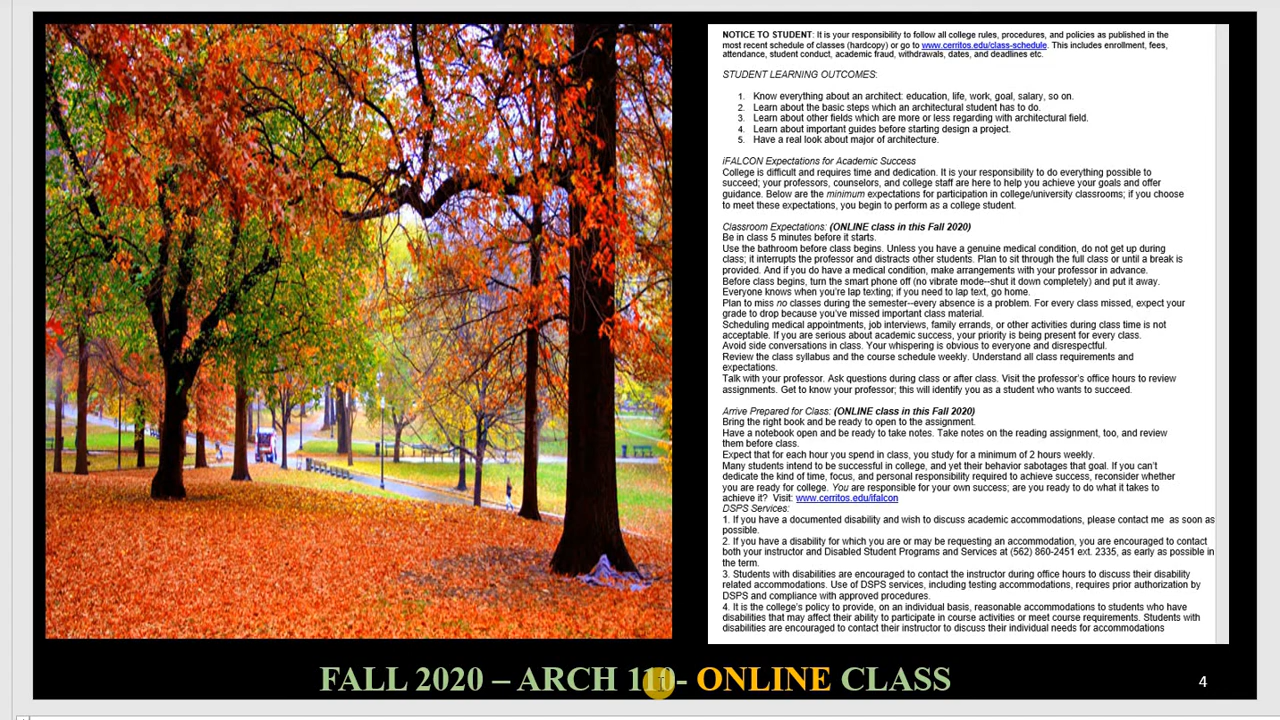 NOTICE TO STUDENT: It is your responsibility to follow all college rules, procedures, and policies as published in the
most recent schedule of classes (hardcopy) or go to www.cerritos.edu/class-schedule. This includes enrollment, fees,
attendance, student conduct, academic fraud, withdrawals, dates, and deadlines etc.
STUDENT LEARNING OUTCOMES:
1. Know everything about an architect: education, life, work, goal, salary, so on.
2. Learn about the basic steps which an architectural student has to do.
3. Learn about other fields which are more or less regarding with architectural field.
4. Learn about important guides before starting design a project.
5. Have a real look about major of architecture.
iFALCON Expectations for Academic Success
College is difficult and requires time and dedication. It is your responsibility to do everything possible to
succeed; your professors, counselors, and college staff are here to help you achieve your goals and offer
guidance. Below are the minimum expectations for participation in college/university classrooms; if you choose
to meet these expectations, you begin to perform as a college student.
Classroom Expectations: (ONLINE class in this Fall 2020)
Be in class 5 minutes before it starts.
Use the bathroom before class begins. Unless you have a genuine medical condition, do not get up during
class; it interrupts the professor and distracts other students. Plan to sit through the full class or until a break is
provided. And if you do have a medical condition, make arrangements with your professor in advance.
Before class begins, turn the smart phone off (no vibrate mode--shut it down completely) and put it away.
Everyone knows when you're lap texting; if you need to lap text, go home.
Plan to miss no classes during the semester--every absence is a problem. For every class missed, expect your
grade to drop because you've missed important class material.
Scheduling medical appointments, job interviews, family errands, or other activities during class time is not
acceptable. If you are serious about academic success, your priority is being present for every class.
Avoid side conversations in class. Your whispering is obvious to everyone and disrespectful.
Review the class syllabus and the course schedule weekly. Understand all class requirements and
expectations.
Talk with your professor. Ask questions during class or after class. Visit the professor's office hours to review
assignments. Get to know your professor; this will identify you as a student who wants to succeed.
Arrive Prepared for Class: (ONLINE class in this Fall 2020)
Bring the right book and be ready to open to the assignment.
Have a notebook open and be ready to take notes. Take notes on the reading assignment, too, and review
them before class.
Expect that for each hour you spend in class, you study for a minimum of 2 hours weekly.
Many students intend to be successful in college, and yet their behavior sabotages that goal. If you can't
dedicate the kind of time, focus, and personal responsibility required to achieve success, reconsider whether
you are ready for college. You are responsible for your own success; are you ready to do what it takes to
achieve it? Visit: www.cerritos.edu/ifalcon
DSPS Services:
1. If you have a documented disability and wish to discuss academic accommodations, please contact me as soon as
possible.
2. If you have a disability for which you are or may be requesting an accommodation, you are encouraged to contact
both your instructor and Disabled Student Programs and Services at (562) 860-2451 ext. 2335, as early as possible in
the term.
3. Students with disabilities are encouraged to contact the instructor during office hours to discuss their disability
related accommodations. Use of DSPS services, including testing accommodations, requires prior authorization by
DSPS and compliance with approved procedures.
4. It is the college's policy to provide, on an individual basis, reasonable accommodations to students who have
disabilities that may affect their ability to participate in course activities or meet course requirements. Students with
disabilities are encouraged to contact their instructor to discuss their individual needs for accommodations
FALL 2020 – ARCH 110- ONLINE CLASS
4